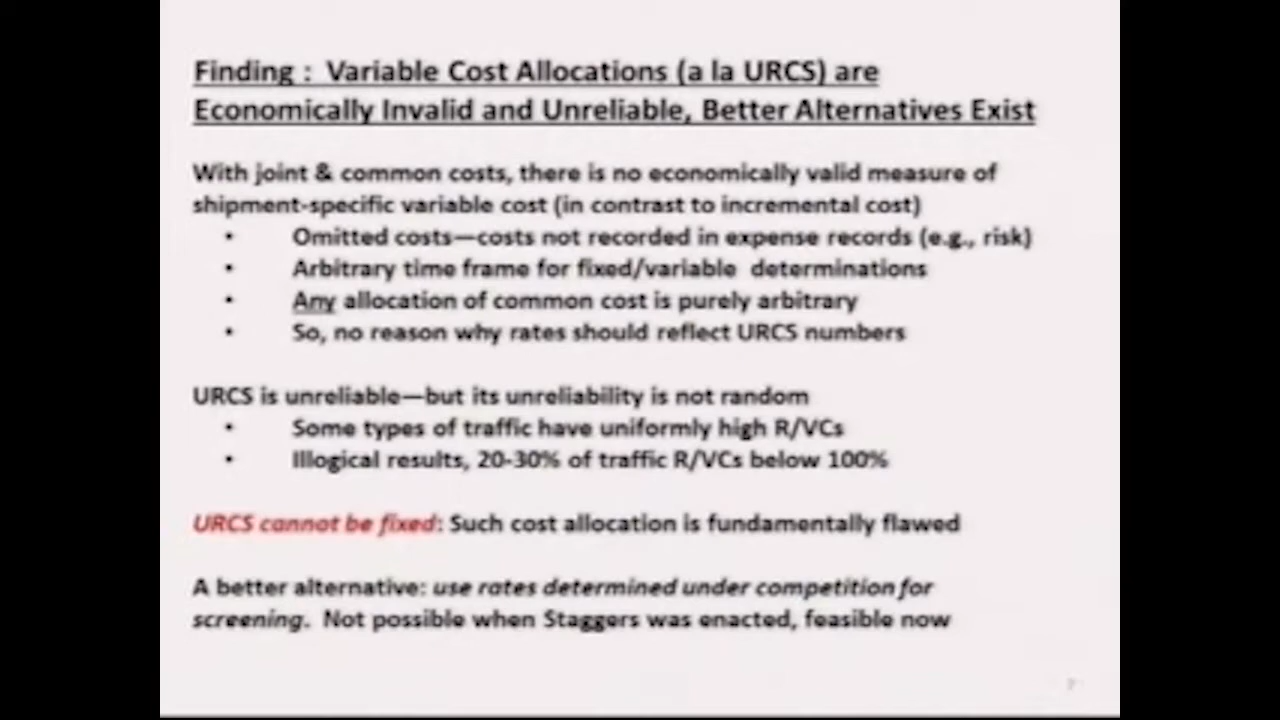 Finding : Variable Cost Allocations (a la URCS) are
Economically Invalid and Unreliable, Better Alternatives Exist
With joint & common costs, there is no economically valid measure of
shipment-specific variable cost (in contrast to incremental cost)
• Omitted costs—costs not recorded in expense records (e.g., risk)
• Arbitrary time frame for fixed/variable determinations
• Any allocation of common cost is purely arbitrary
• So, no reason why rates should reflect URCS numbers
URCS is unreliable—but its unreliability is not random
• Some types of traffic have uniformly high R/VCs
• Illogical results, 20-30% of traffic R/VCs below 100%
URCS cannot be fixed: Such cost allocation is fundamentally flawed
A better alternative: use rates determined under competition for
screening. Not possible when Staggers was enacted, feasible now
7